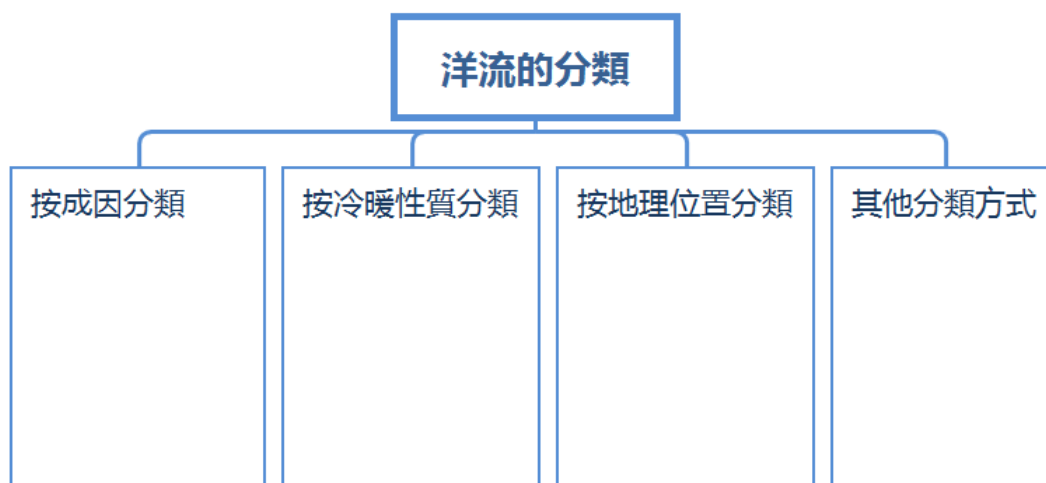 洋流的分類
按成因分類
按冷暖性質分類
按地理位置分類
其他分類方式